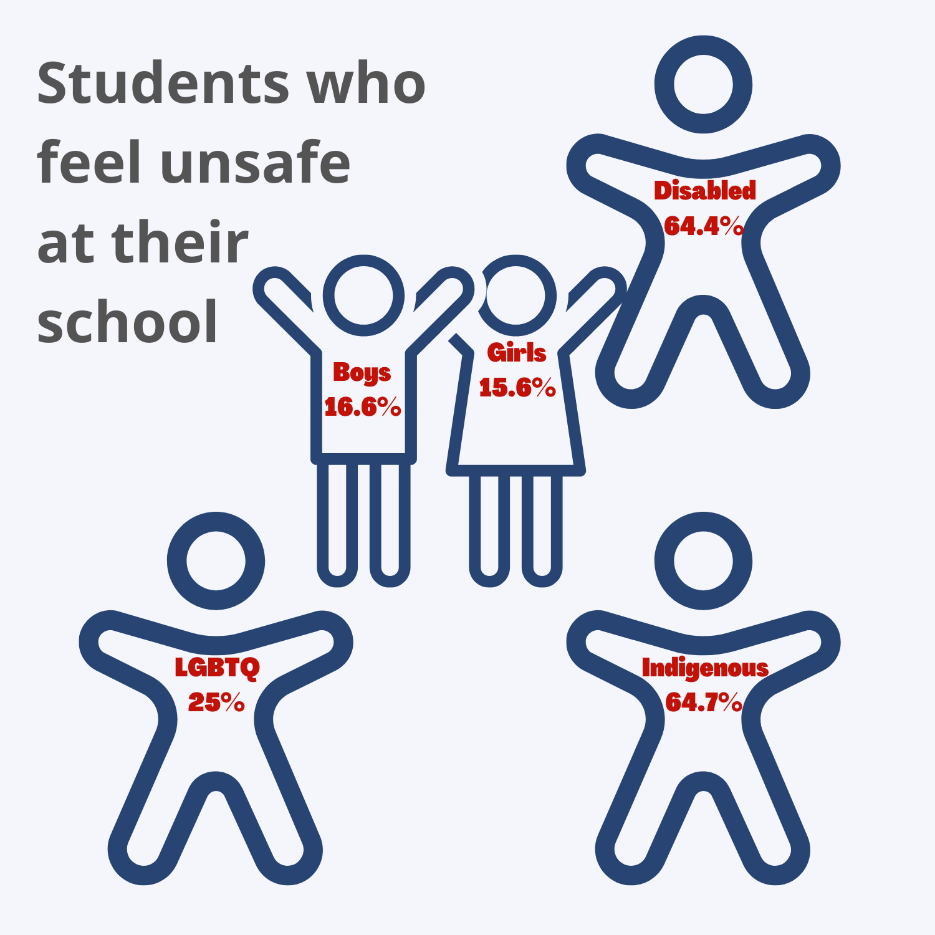 Students who
feel unsafe
at their
school
Disabled
64.4%
Boys
16.6%
Girls
15.6%
LGBTQ
25%
Indigenous
64.7%